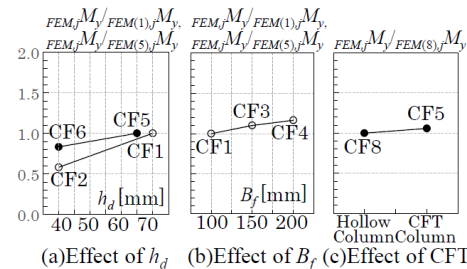 FEM,jMy/FEM(1),jMy, FEM,jMy/FEM(1),jMy,
FEM,jMy/FEM(5),jMy FEM,jMy/FEM(5),jMy FEM,jMy/FEM(8),jMy
2.0
1.5
1.0
0.5
0.0
CF6
CF5
CF2
CF1
hd [mm]
40 50 60 70
CF1
CF3
CF4
Bf [mm]
100 150 200
CF8
CF5
Hollow Column
CFT Column
(a)Effect of hd (b)Effect of Bf (c)Effect of CFT